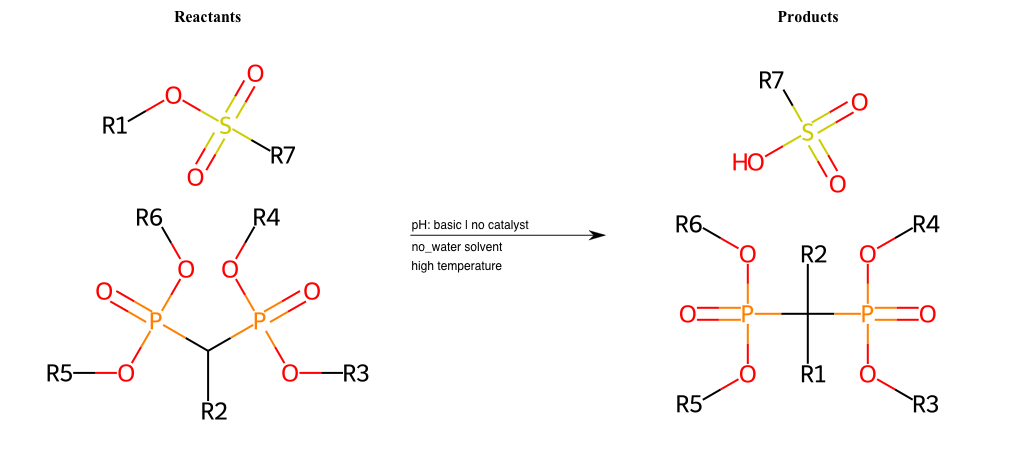 Reactants
Products
O
O
R1
S
R7
O
R7
O
S
HO
O
R6
R4
O
O
O
O
P
P
R5
O
O
R3
R2
pH: basic | no catalyst
no_water solvent
high temperature
R6
R4
O
R2
O
O
P
P
O
O
R1
O
R5
R3